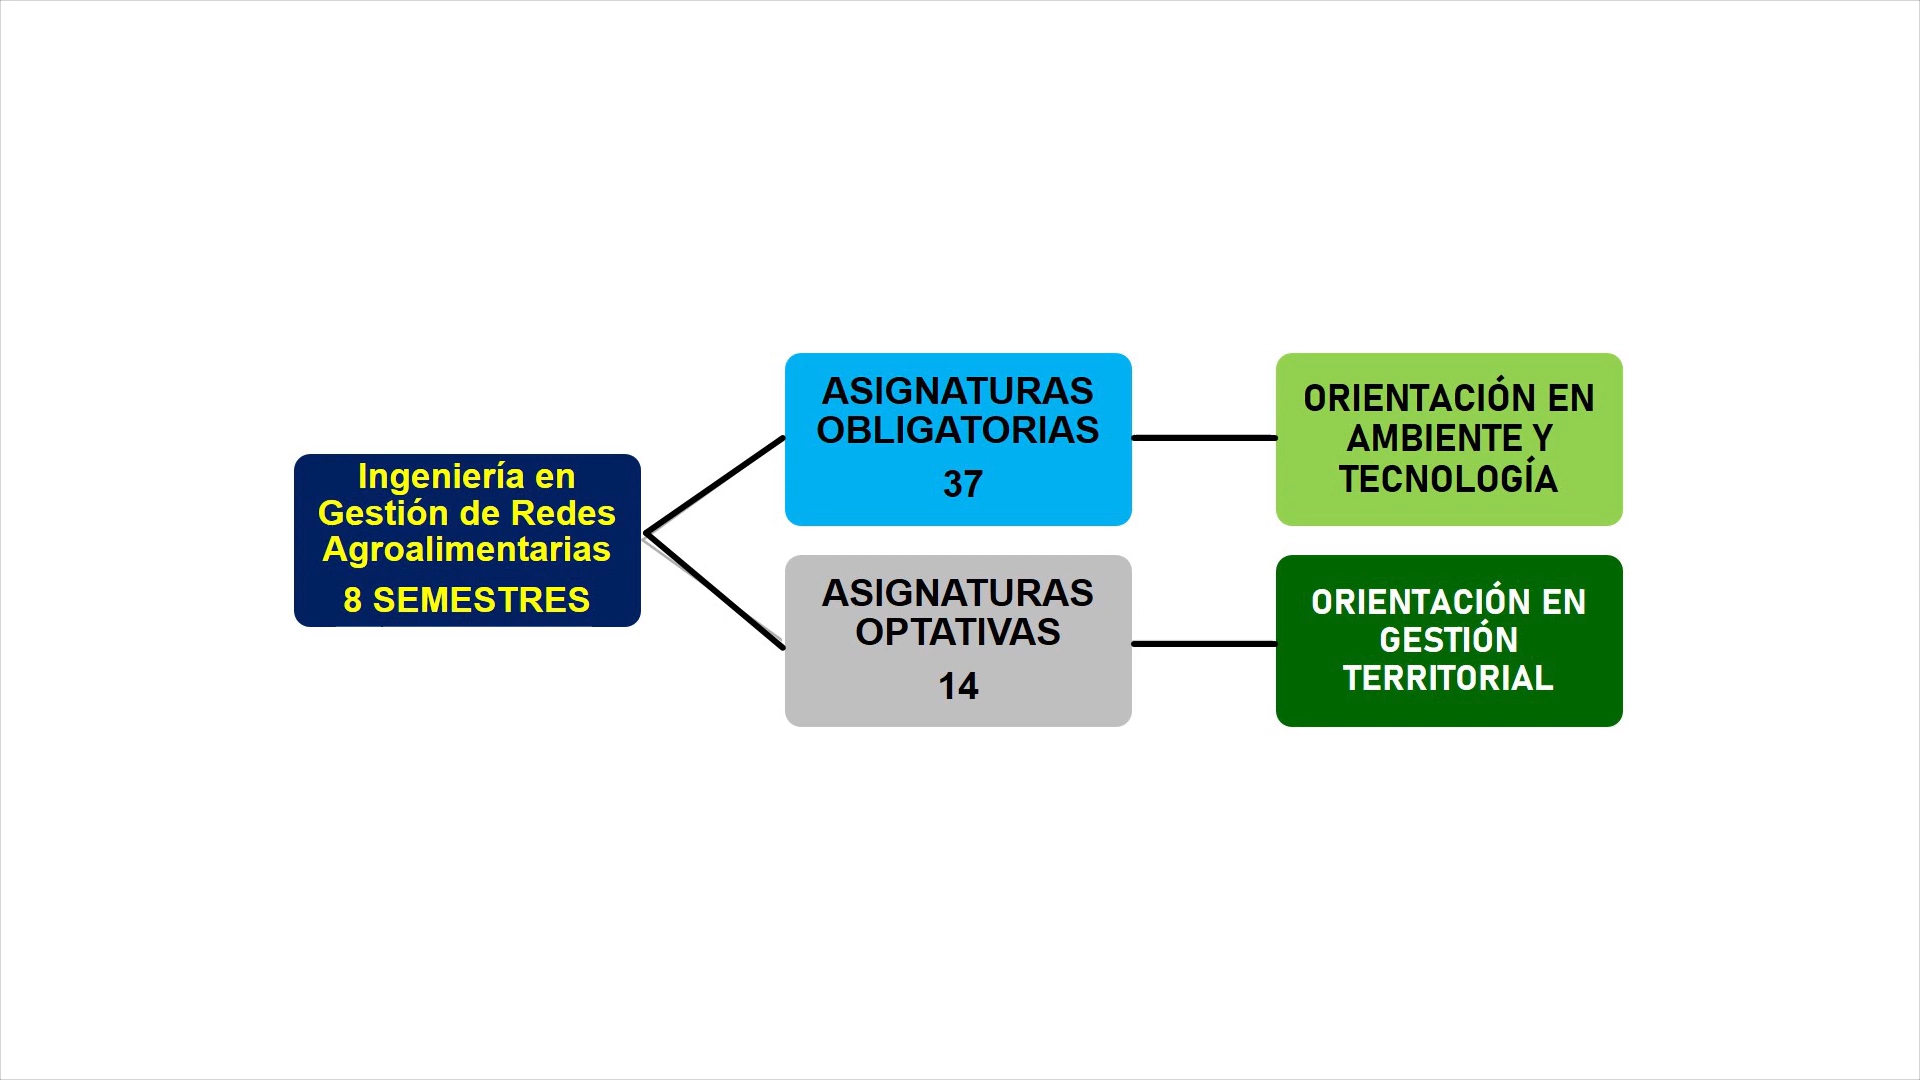 Ingeniería en
Gestión de Redes
Agroalimentarias
8 SEMESTRES
ASIGNATURAS
OBLIGATORIAS
37
ORIENTACIÓN EN
AMBIENTE Y
TECNOLOGÍA
ASIGNATURAS
OPTATIVAS
14
ORIENTACIÓN EN
GESTIÓN
TERRITORIAL